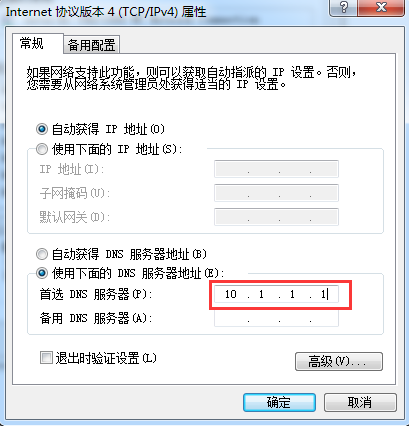 Internet 协议版本 4 (TCP/IPv4) 属性
常规 备用配置
如果网络支持此功能，则可以获取自动指派的 IP 设置。否则，
您需要从网络系统管理员处获得适当的 IP 设置。
自动获得 IP 地址(O)
使用下面的 IP 地址(S):
IP 地址(I):
子网掩码(U):
默认网关(D):
自动获得 DNS 服务器地址(B)
使用下面的 DNS 服务器地址(E):
首选 DNS 服务器(P): 10 . 1 . 1 . 1
备用 DNS 服务器(A):
退出时验证设置(L)
高级(V)...
确定 取消